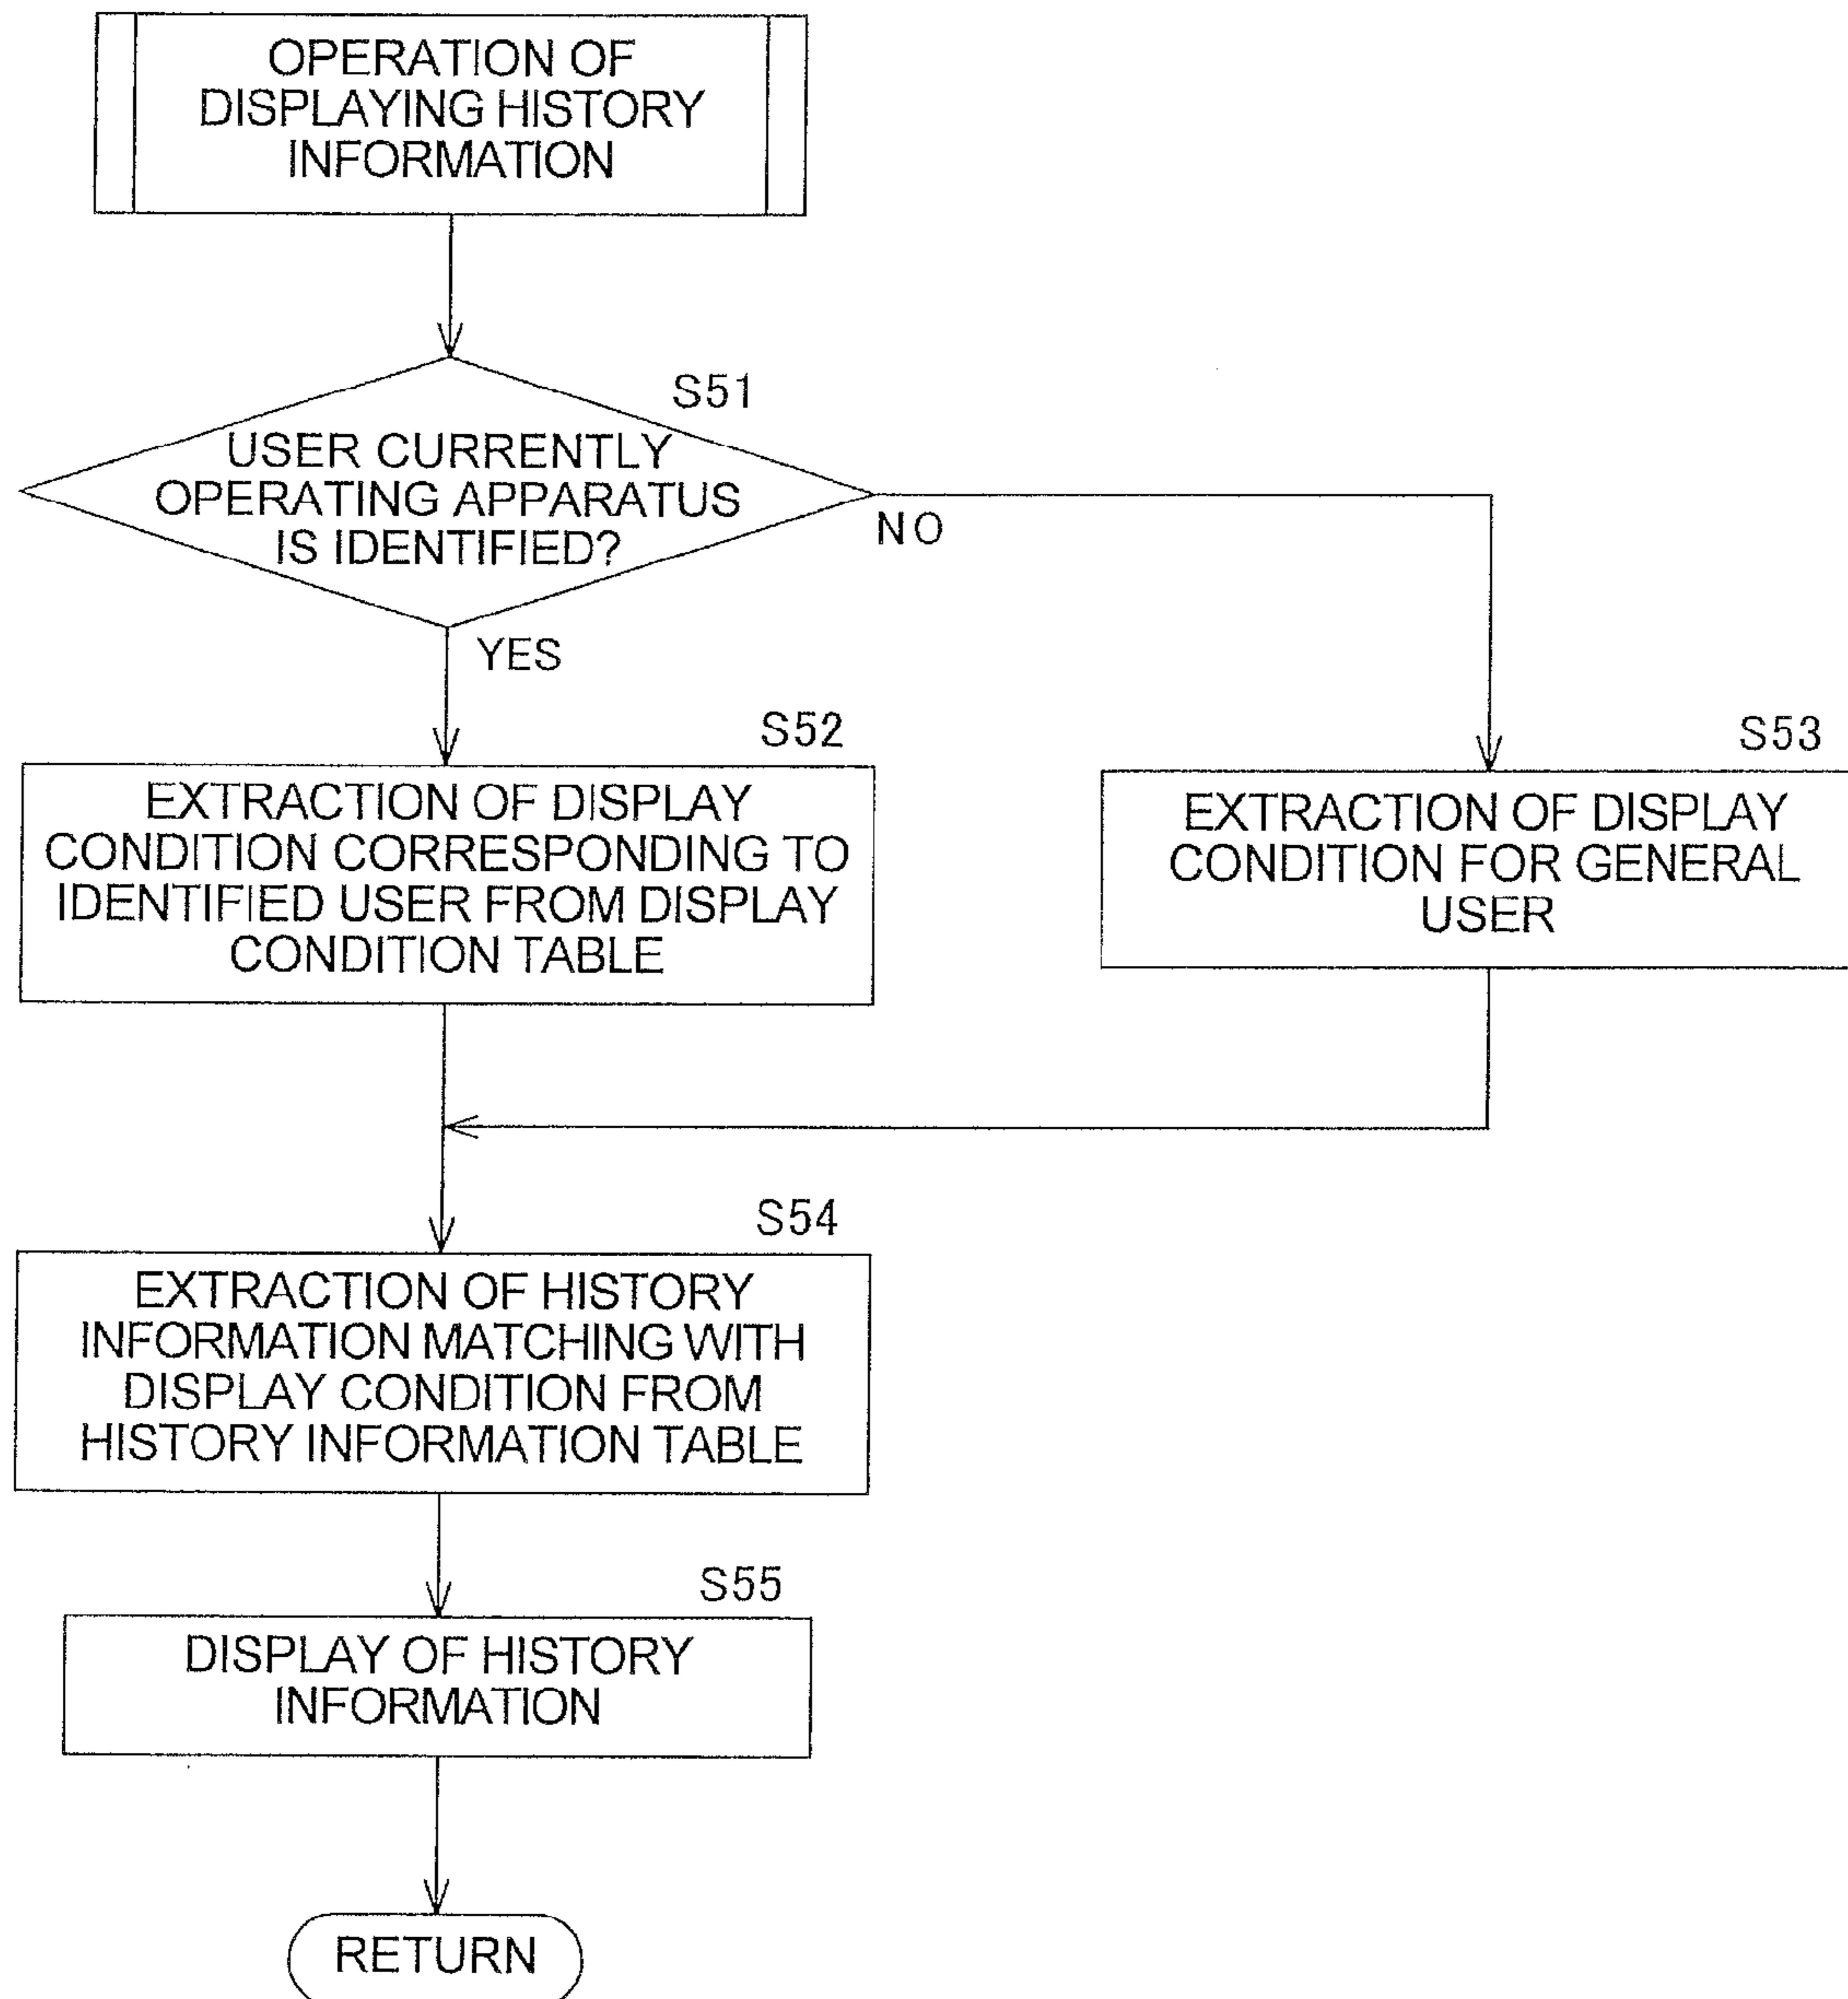 OPERATION OF
DISPLAYING HISTORY
INFORMATION
S51
USER CURRENTLY
OPERATING APPARATUS
IS IDENTIFIED?
NO
YES
S52
EXTRACTION OF DISPLAY
CONDITION CORRESPONDING TO
IDENTIFIED USER FROM DISPLAY
CONDITION TABLE
S53
EXTRACTION OF DISPLAY
CONDITION FOR GENERAL
USER
S54
EXTRACTION OF HISTORY
INFORMATION MATCHING WITH
DISPLAY CONDITION FROM
HISTORY INFORMATION TABLE
S55
DISPLAY OF HISTORY
INFORMATION
RETURN